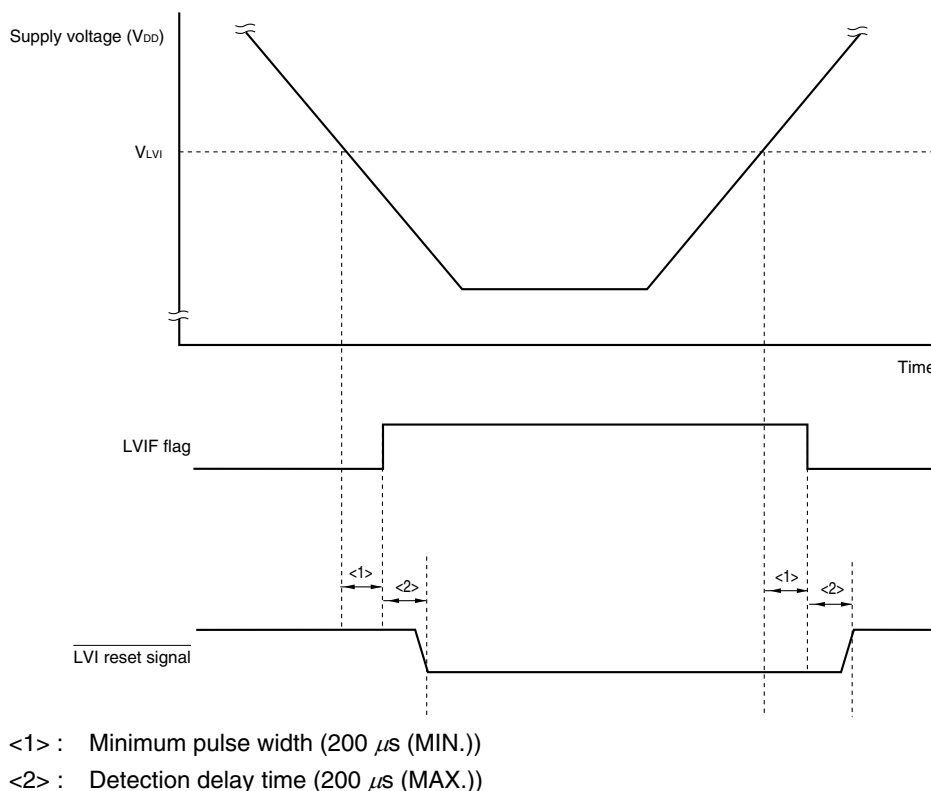 Supply voltage (VDD)
VLVI
Time
LVIF flag
<1>
<2>
<1>
<2>
LVI reset signal
<1> : Minimum pulse width (200 μs (MIN.))
<2> : Detection delay time (200 μs (MAX.))